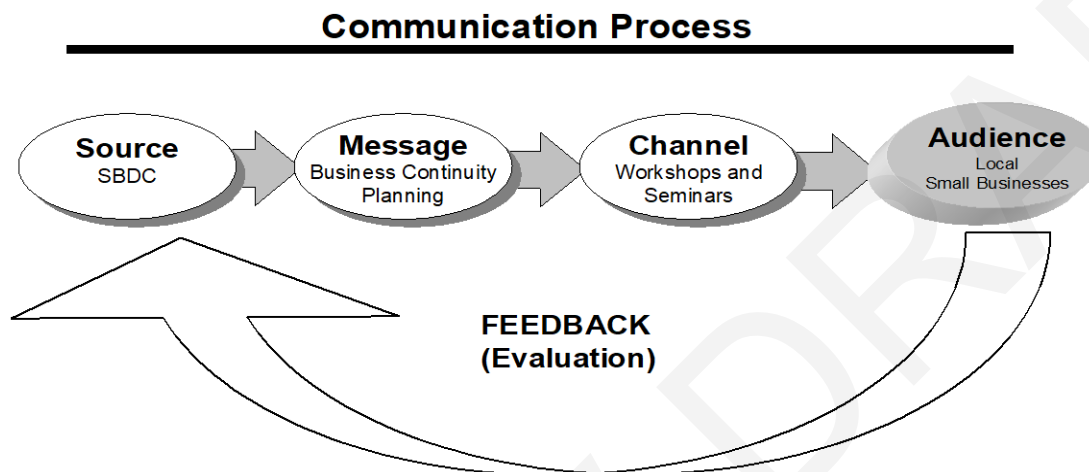 Communication Process
Source
SBDC
Message
Business Continuity
Planning
Channel
Workshops and
Seminars
Audience
Local
Small Businesses
FEEDBACK
(Evaluation)